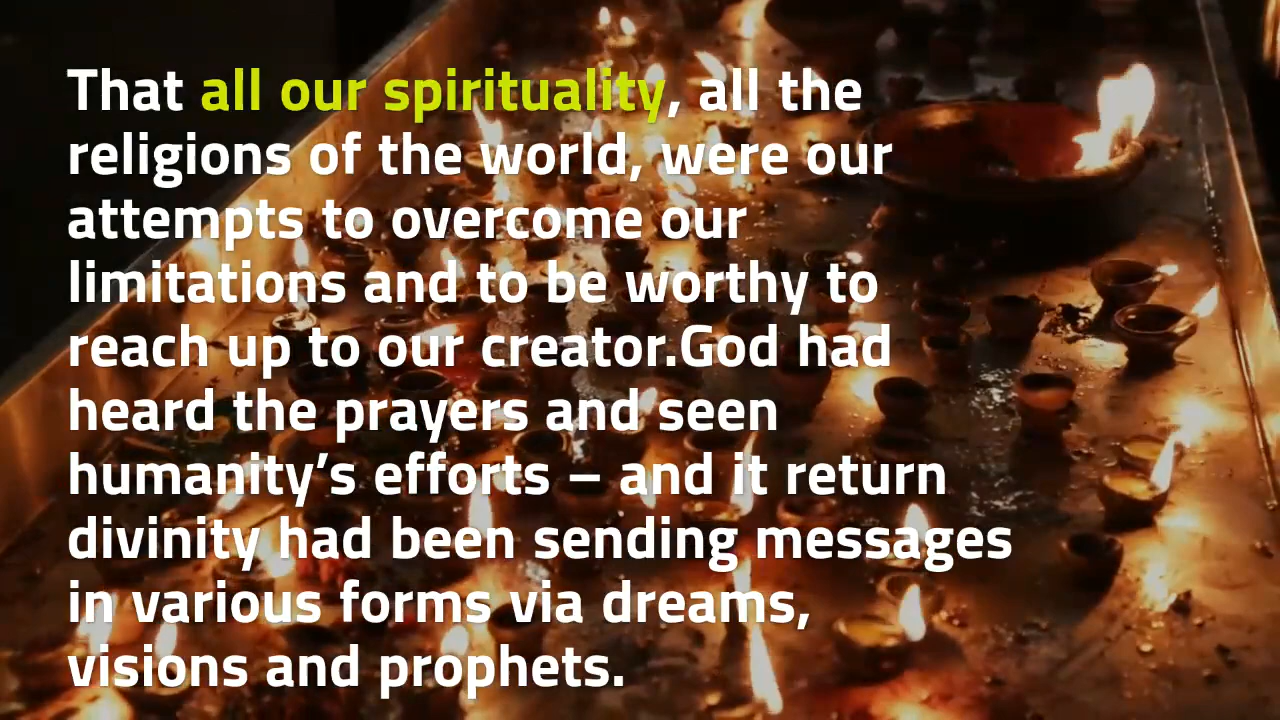 That all our spirituality, all the
religions of the world, were our
attempts to overcome our
limitations and to be worthy to
reach up to our creator.God had
heard the prayers and seen
humanity’s efforts – and it return
divinity had been sending messages
in various forms via dreams,
visions and prophets.